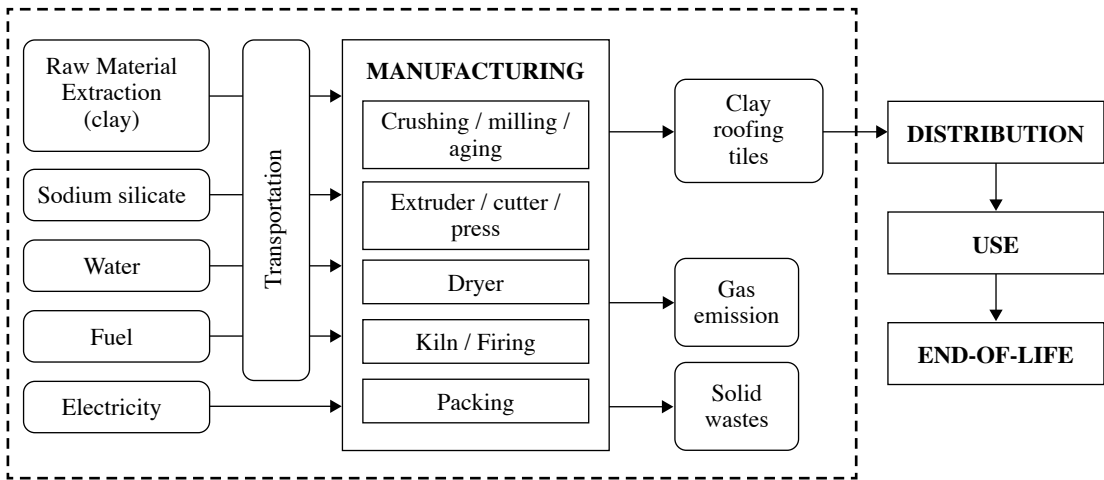 Raw Material
Extraction
(clay)
Sodium silicate
Water
Fuel
Electricity
Transportation
MANUFACTURING
Crushing / milling /
aging
Extruder / cutter /
press
Dryer
Kiln / Firing
Packing
Clay
roofing
tiles
Gas
emission
Solid
wastes
DISTRIBUTION
USE
END-OF-LIFE